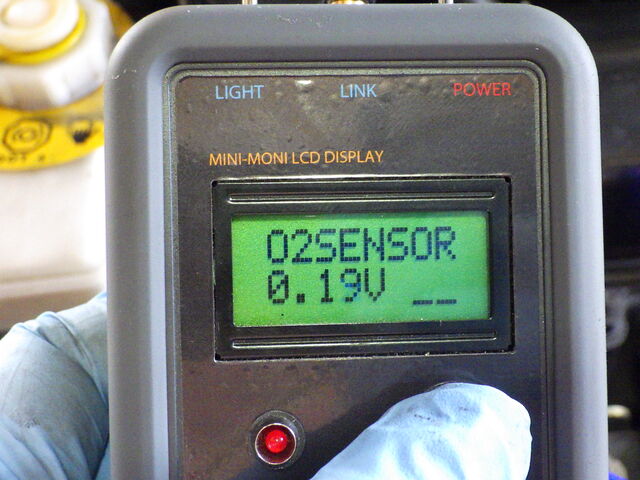 LIGHT LINK POWER
MINI-MONI LCD DISPLAY
O2SENSOR
0.19V __